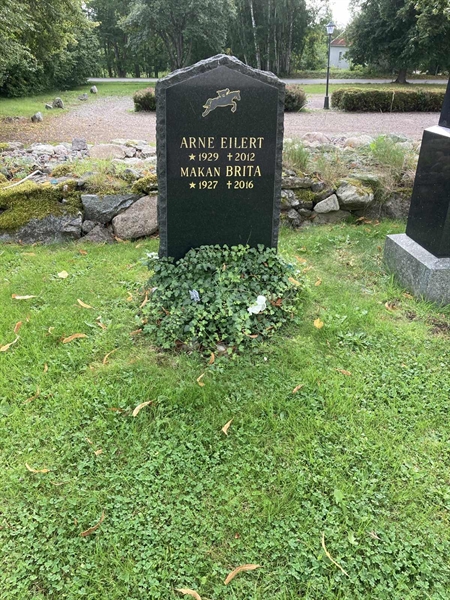 ARNE EILERT
★ 1929 ✝ 2012
MAKAN BRITA
★ 1927 ✝ 2016